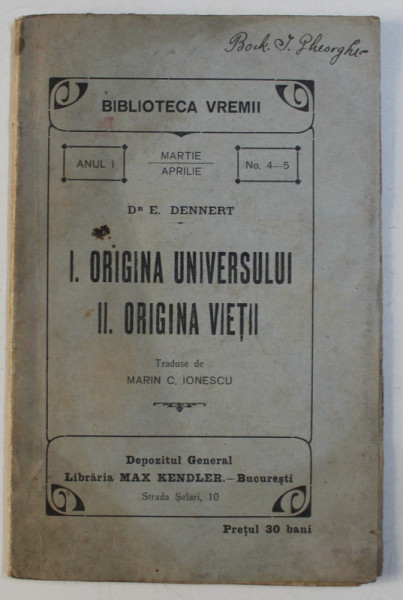 Bock. I. Gheorghe
BIBLIOTECA VREMII
ANUL I
MARTIE
APRILIE
No. 4—5
Dr E. DENNERT
I. ORIGINA UNIVERSULUI
II. ORIGINA VIEȚII
Traduse de
MARIN C. IONESCU
Depozitul General
Librăria MAX KENDLER.—București
Strada Șelari, 10
Prețul 30 bani